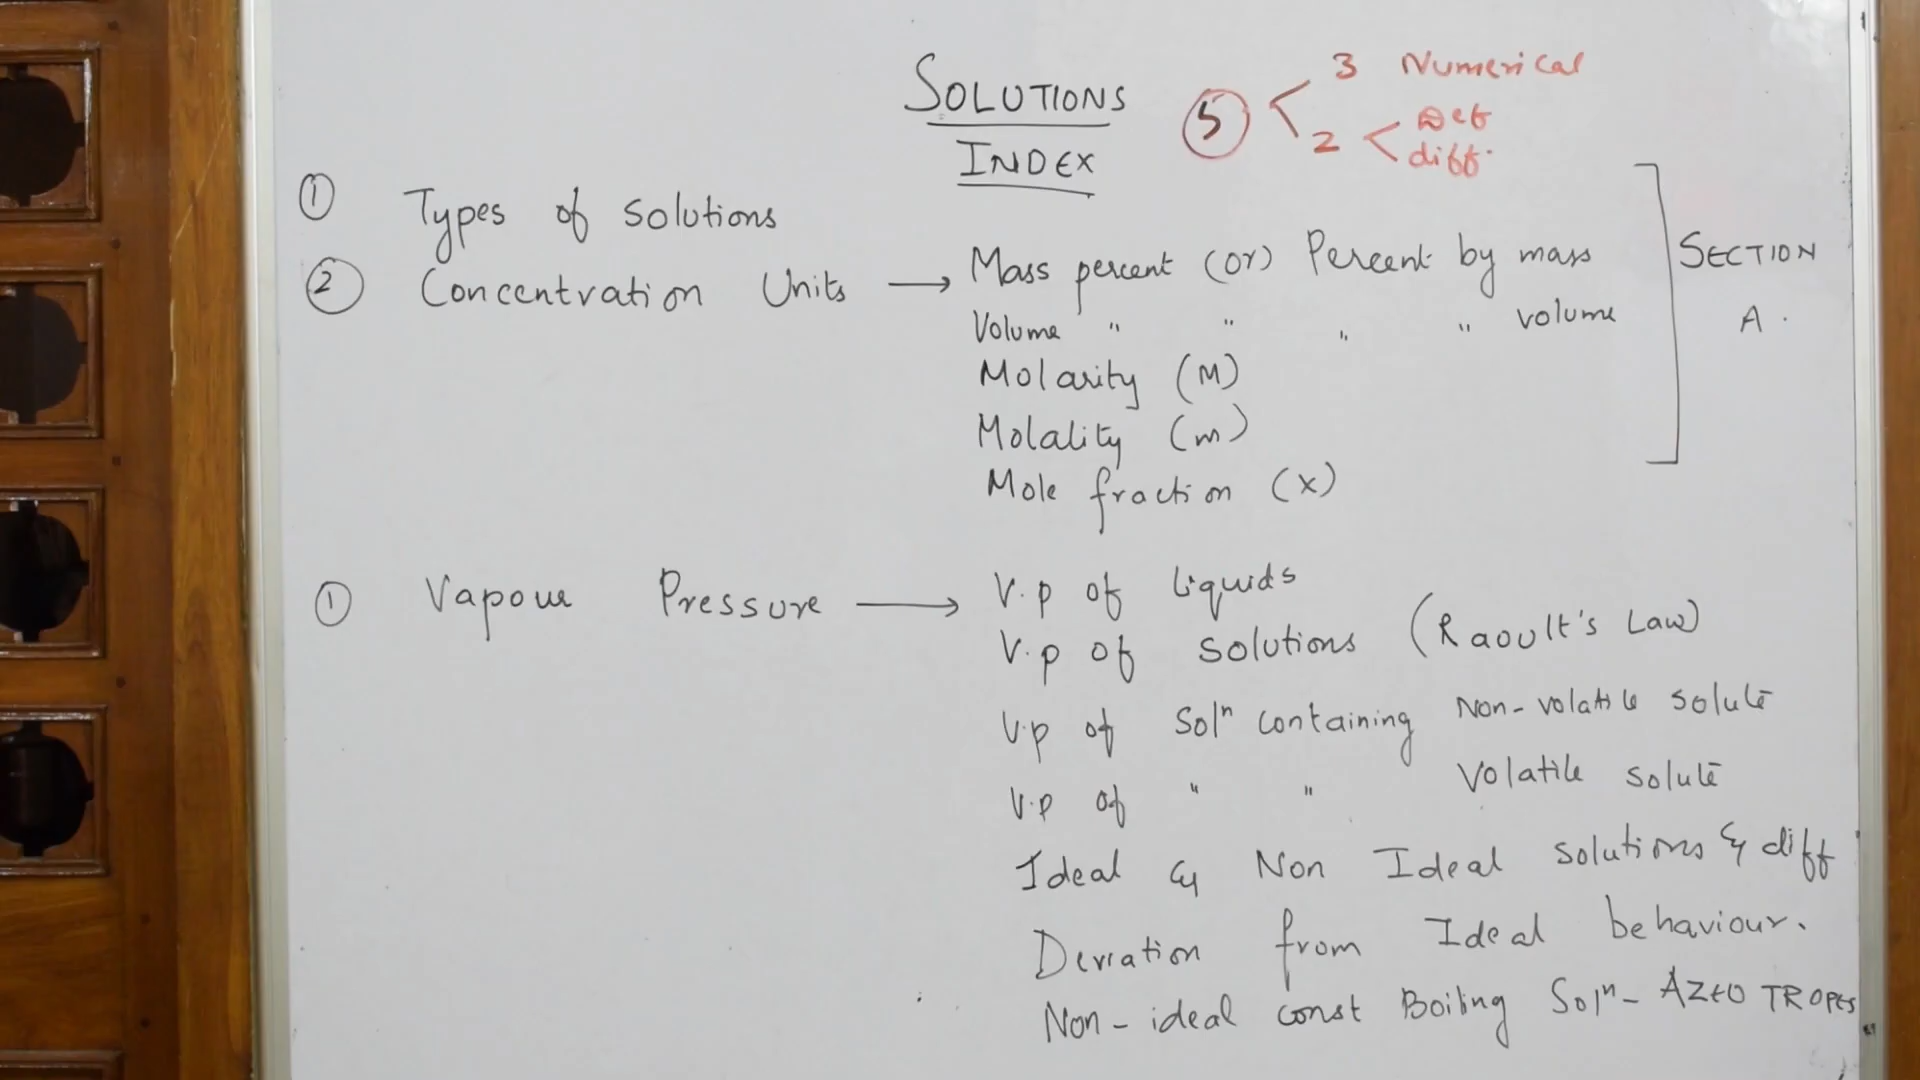 SOLUTIONS
INDEX
5 < 3 Numerical
2 < Def
diff.
① Types of solutions
② Concentration Units → Mass percent (or) Percent by mass
Volume " " " " volume
Molarity (M)
Molality (m)
Mole fraction (x)
SECTION
A.
① Vapour Pressure → V.p of liquids
V.p of solutions (Raoult's Law)
V.p of Solⁿ containing Non-volatile solute
V.p of " " Volatile solute
Ideal & Non Ideal solutions & diff
Deviation from Ideal behaviour.
Non-ideal const Boiling Solⁿ- AZEOTROPES